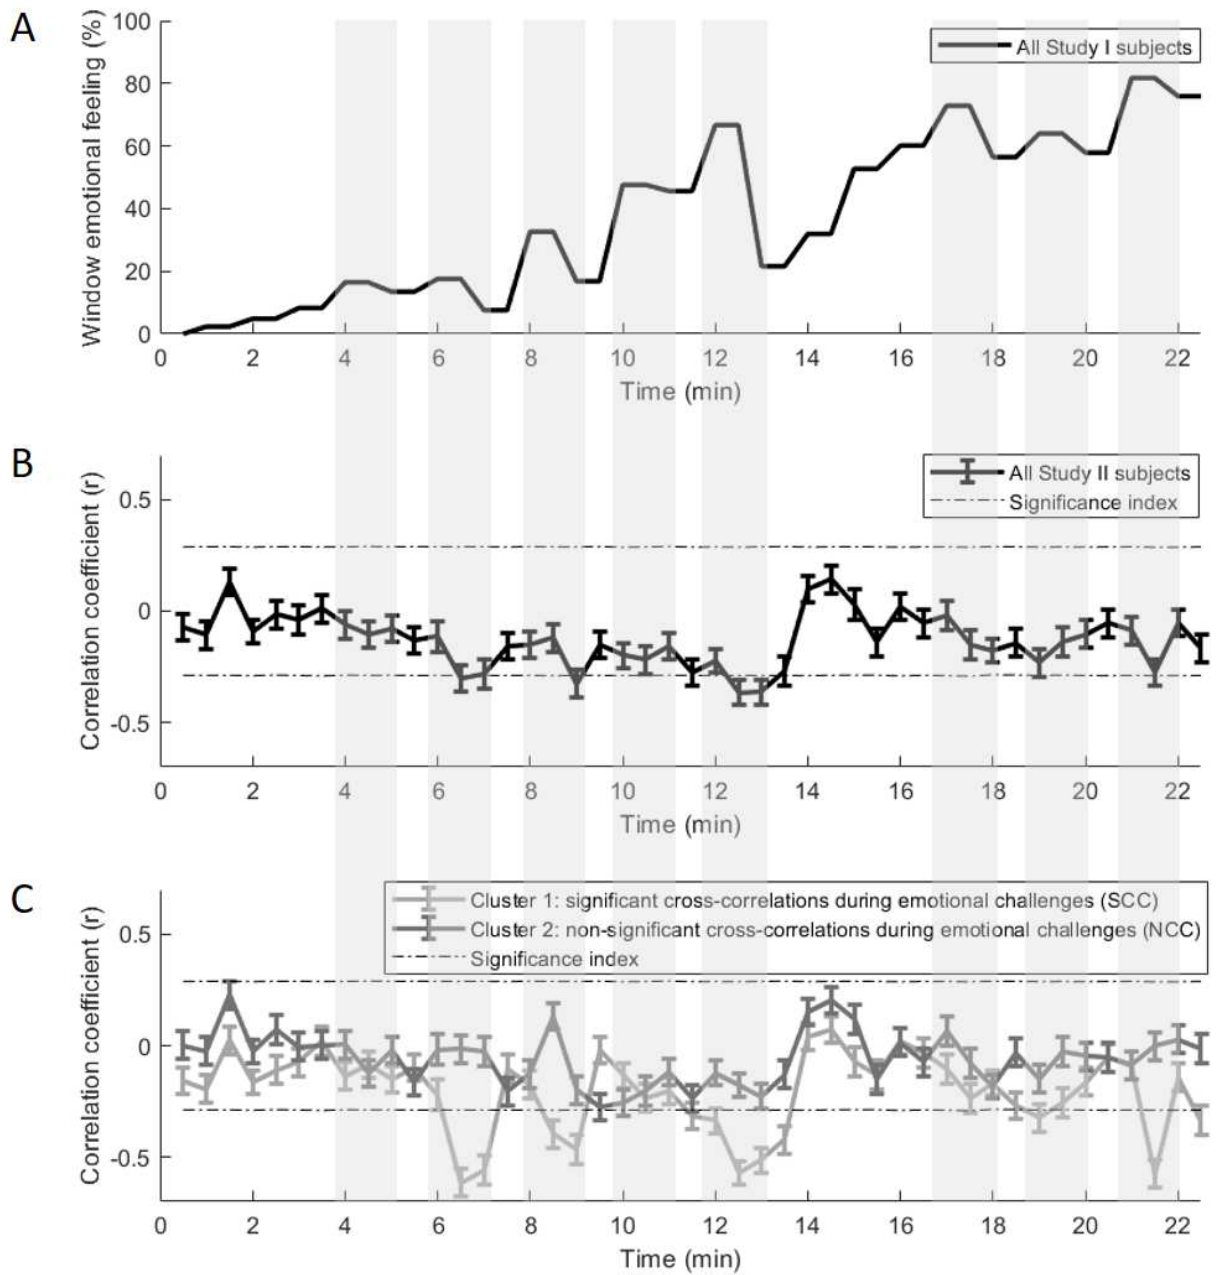 A
Window emotional feeling (%)
100
80
60
40
20
0
All Study I subjects
0 2 4 6 8 10 12 14 16 18 20 22
Time (min)
B
Correlation coefficient (r)
0.5
0
-0.5
All Study II subjects
Significance index
0 2 4 6 8 10 12 14 16 18 20 22
Time (min)
C
Correlation coefficient (r)
0.5
0
-0.5
Cluster 1: significant cross-correlations during emotional challenges (SCC)
Cluster 2: non-significant cross-correlations during emotional challenges (NCC)
Significance index
0 2 4 6 8 10 12 14 16 18 20 22
Time (min)